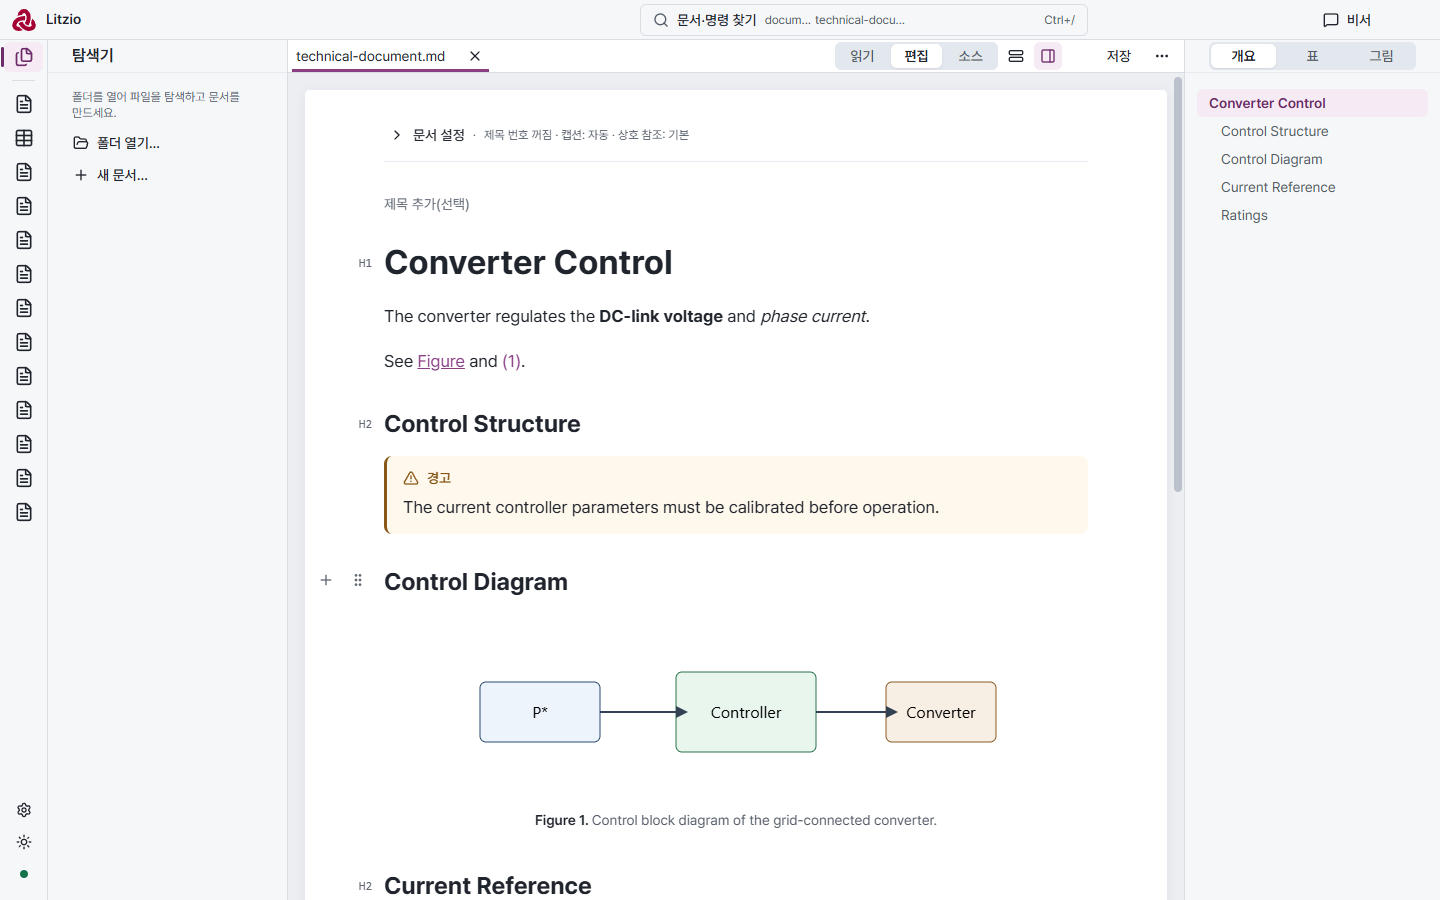 Litzio
문서·명령 찾기 docum... technical-docu... Ctrl+/
비서
탐색기
technical-document.md
읽기 편집 소스
저장
개요 표 그림
폴더를 열어 파일을 탐색하고 문서를
만드세요.
폴더 열기...
새 문서...
문서 설정 · 제목 번호 꺼짐 · 캡션: 자동 · 상호 참조: 기본
제목 추가(선택)
H1 Converter Control
The converter regulates the DC-link voltage and phase current.
See Figure and (1).
H2 Control Structure
경고
The current controller parameters must be calibrated before operation.
Control Diagram
P* Controller Converter
Figure 1. Control block diagram of the grid-connected converter.
H2 Current Reference
Converter Control
Control Structure
Control Diagram
Current Reference
Ratings